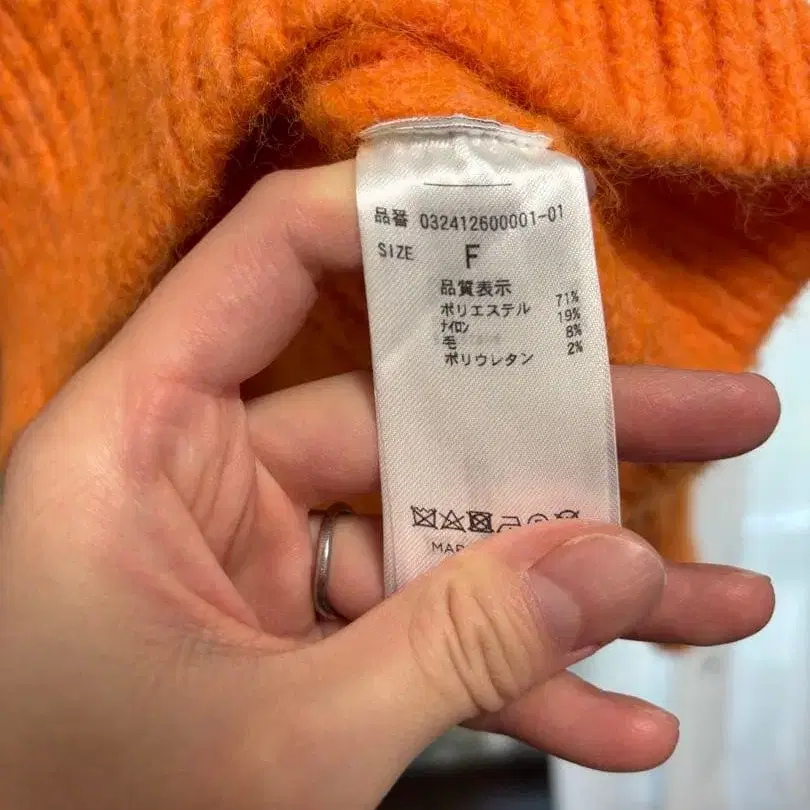 品番 032412600001-01
SIZE F
品質表示
ポリエステル 71%
ナイロン 19%
毛 8%
ポリウレタン 2%